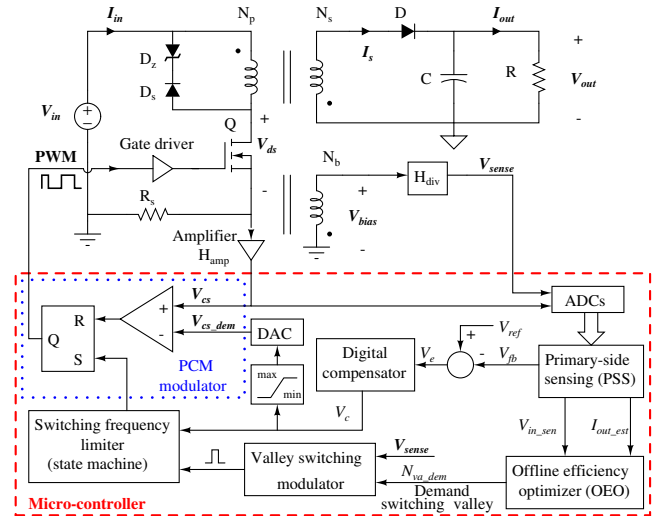 I_in
N_p
N_s
D
I_out
I_s
D_z
D_s
C
R
+
V_out
-
V_in
+
-
Q
+
V_ds
-
Gate driver
PWM
N_b
H_div
V_sense
R_s
+
V_bias
-
Amplifier
H_amp
V_cs
ADCs
R
Q
S
+
-
V_cs_dem
DAC
PCM
modulator
max
min
Digital
compensator
V_e
+
V_ref
-
V_fb
Primary-side
sensing (PSS)
V_c
V_in_sen
I_out_est
Switching frequency
limiter
(state machine)
Valley switching
modulator
V_sense
N_va_dem
Demand
switching valley
Offline efficiency
optimizer (OEO)
Micro-controller